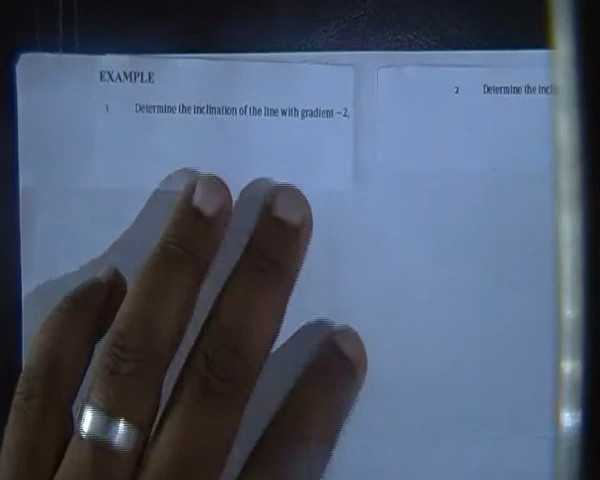 EXAMPLE
1 Determine the inclination of the line with gradient −2,
2 Determine the